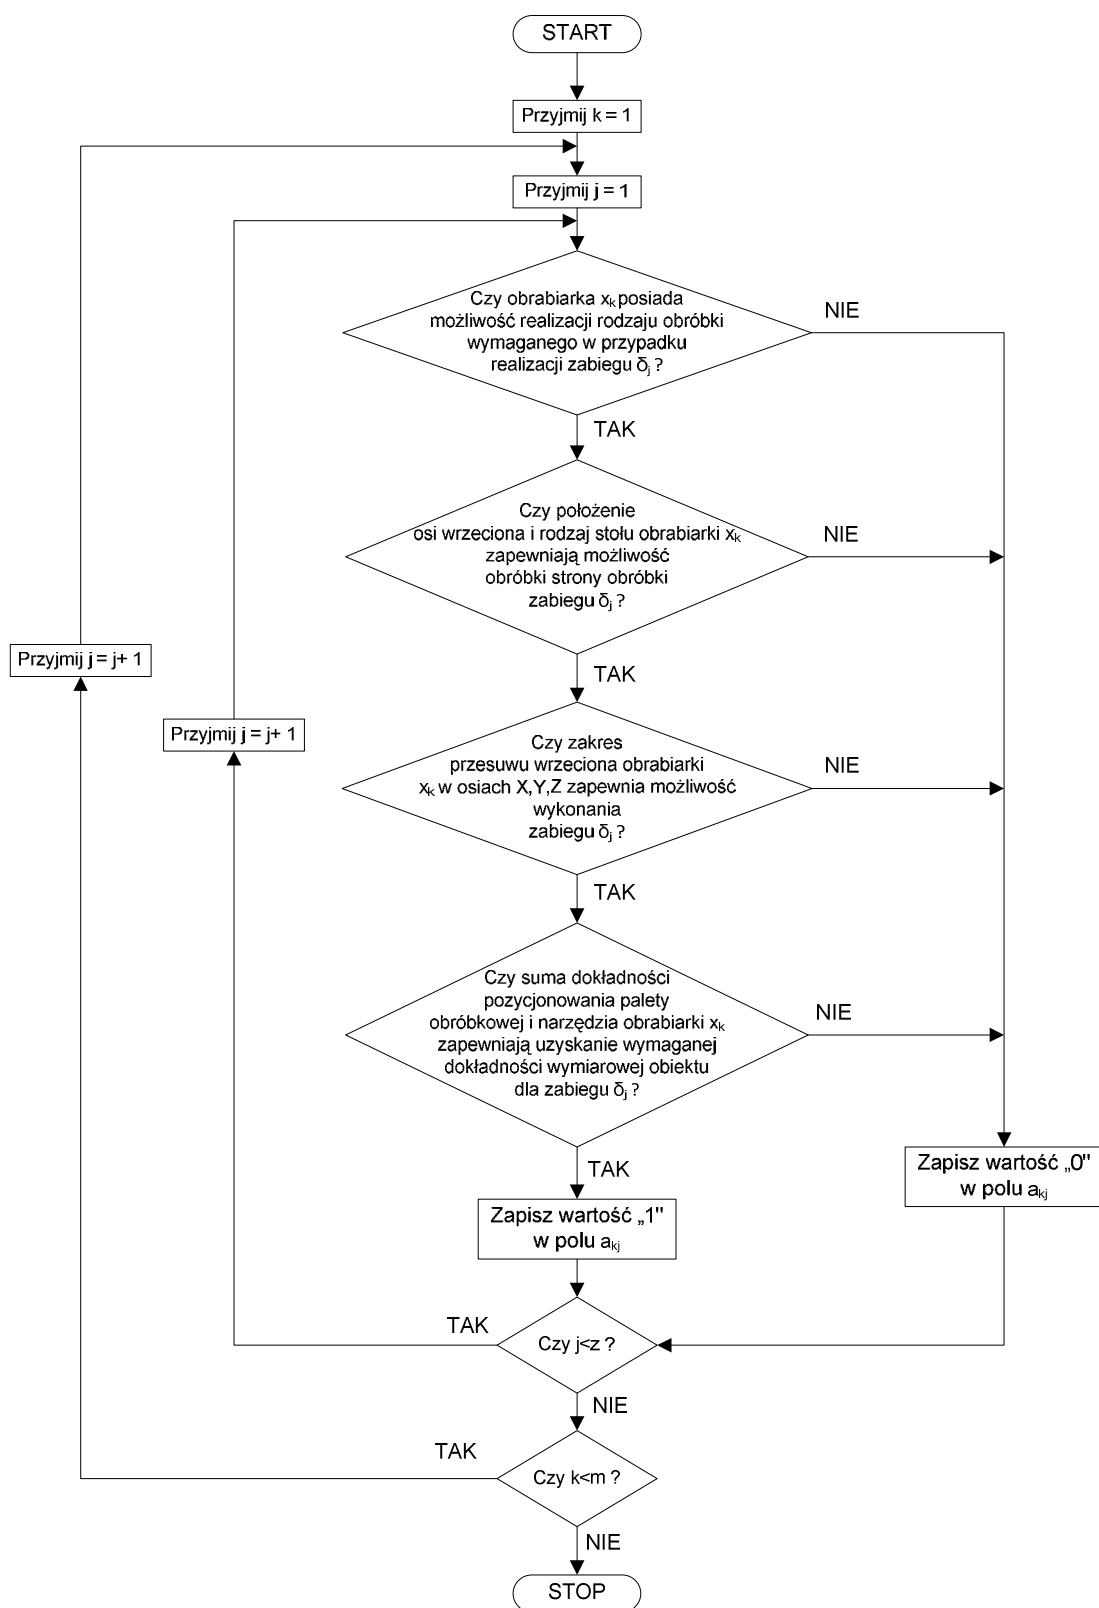 START
Przyjmij k = 1
Przyjmij j = 1
Czy obrabiarka xk posiada
możliwość realizacji rodzaju obróbki
wymaganego w przypadku
realizacji zabiegu δj ?
NIE
TAK
Czy położenie
osi wrzeciona i rodzaj stołu obrabiarki xk
zapewniają możliwość
obróbki strony obróbki
zabiegu δj ?
NIE
TAK
Przyjmij j = j+ 1
Przyjmij j = j+ 1
Czy zakres
przesuwu wrzeciona obrabiarki
xk w osiach X,Y,Z zapewnia możliwość
wykonania
zabiegu δj ?
NIE
TAK
Czy suma dokładności
pozycjonowania palety
obróbkowej i narzędzia obrabiarki xk
zapewniają uzyskanie wymaganej
dokładności wymiarowej obiektu
dla zabiegu δj ?
NIE
TAK
Zapisz wartość „0"
w polu akj
Zapisz wartość „1"
w polu akj
TAK
Czy j<z ?
NIE
TAK
Czy k<m ?
NIE
STOP